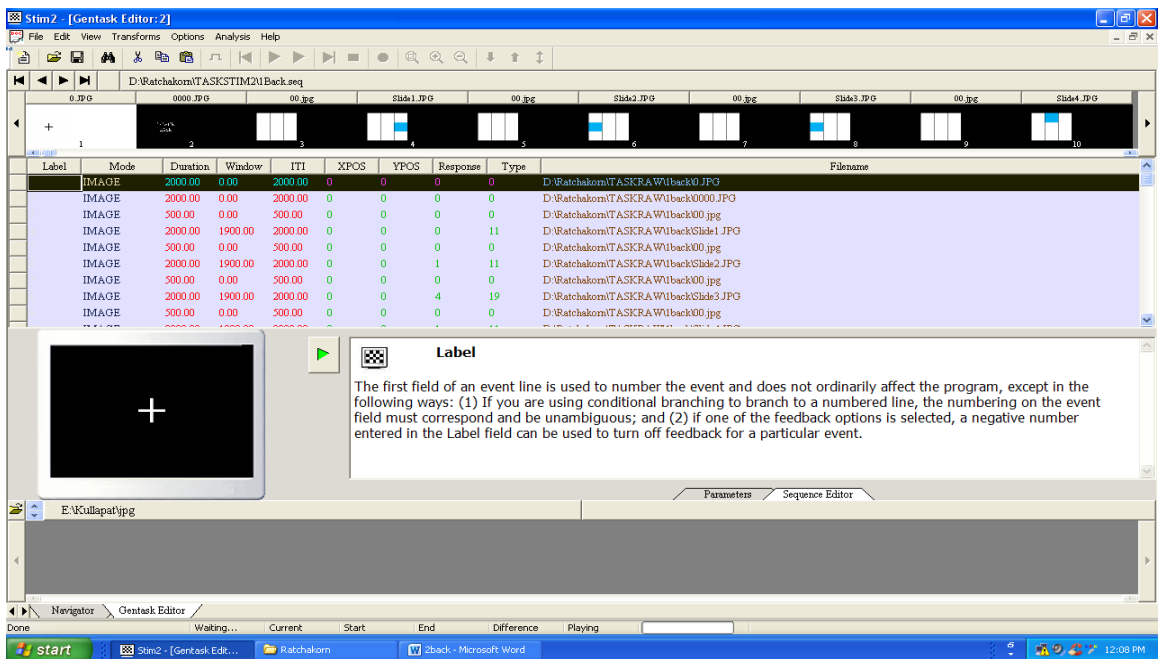 Stim2 - [Gentask Editor:2]
File Edit View Transforms Options Analysis Help
D:\Ratchakorn\TASKSTIM2\1Back.seq
0.JPG 0000.JPG 00.jpg Slide1.JPG 00.jpg Slide2.JPG 00.jpg Slide3.JPG 00.jpg Slide4.JPG
1 2 3 4 5 6 7 8 9 10
Label Mode Duration Window ITI XPOS YPOS Response Type Filename
IMAGE 2000.00 0.00 2000.00 0 0 0 0 D:\Ratchakorn\TASKRAW\1back\0.JPG
IMAGE 2000.00 0.00 2000.00 0 0 0 0 D:\Ratchakorn\TASKRAW\1back\0000.JPG
IMAGE 500.00 0.00 500.00 0 0 0 0 D:\Ratchakorn\TASKRAW\1back\00.jpg
IMAGE 2000.00 1900.00 2000.00 0 0 0 11 D:\Ratchakorn\TASKRAW\1back\Slide1.JPG
IMAGE 500.00 0.00 500.00 0 0 0 0 D:\Ratchakorn\TASKRAW\1back\00.jpg
IMAGE 2000.00 1900.00 2000.00 0 0 1 11 D:\Ratchakorn\TASKRAW\1back\Slide2.JPG
IMAGE 500.00 0.00 500.00 0 0 0 0 D:\Ratchakorn\TASKRAW\1back\00.jpg
IMAGE 2000.00 1900.00 2000.00 0 0 4 19 D:\Ratchakorn\TASKRAW\1back\Slide3.JPG
IMAGE 500.00 0.00 500.00 0 0 0 0 D:\Ratchakorn\TASKRAW\1back\00.jpg
Label
The first field of an event line is used to number the event and does not ordinarily affect the program, except in the
following ways: (1) If you are using conditional branching to branch to a numbered line, the numbering on the event
field must correspond and be unambiguous; and (2) if one of the feedback options is selected, a negative number
entered in the Label field can be used to turn off feedback for a particular event.
Parameters Sequence Editor
E:\Kullapat\jpg
Navigator Gentask Editor
Done Waiting... Current Start End Difference Playing
start Stim2 - [Gentask Edit... Ratchakorn 2back - Microsoft Word 12:08 PM